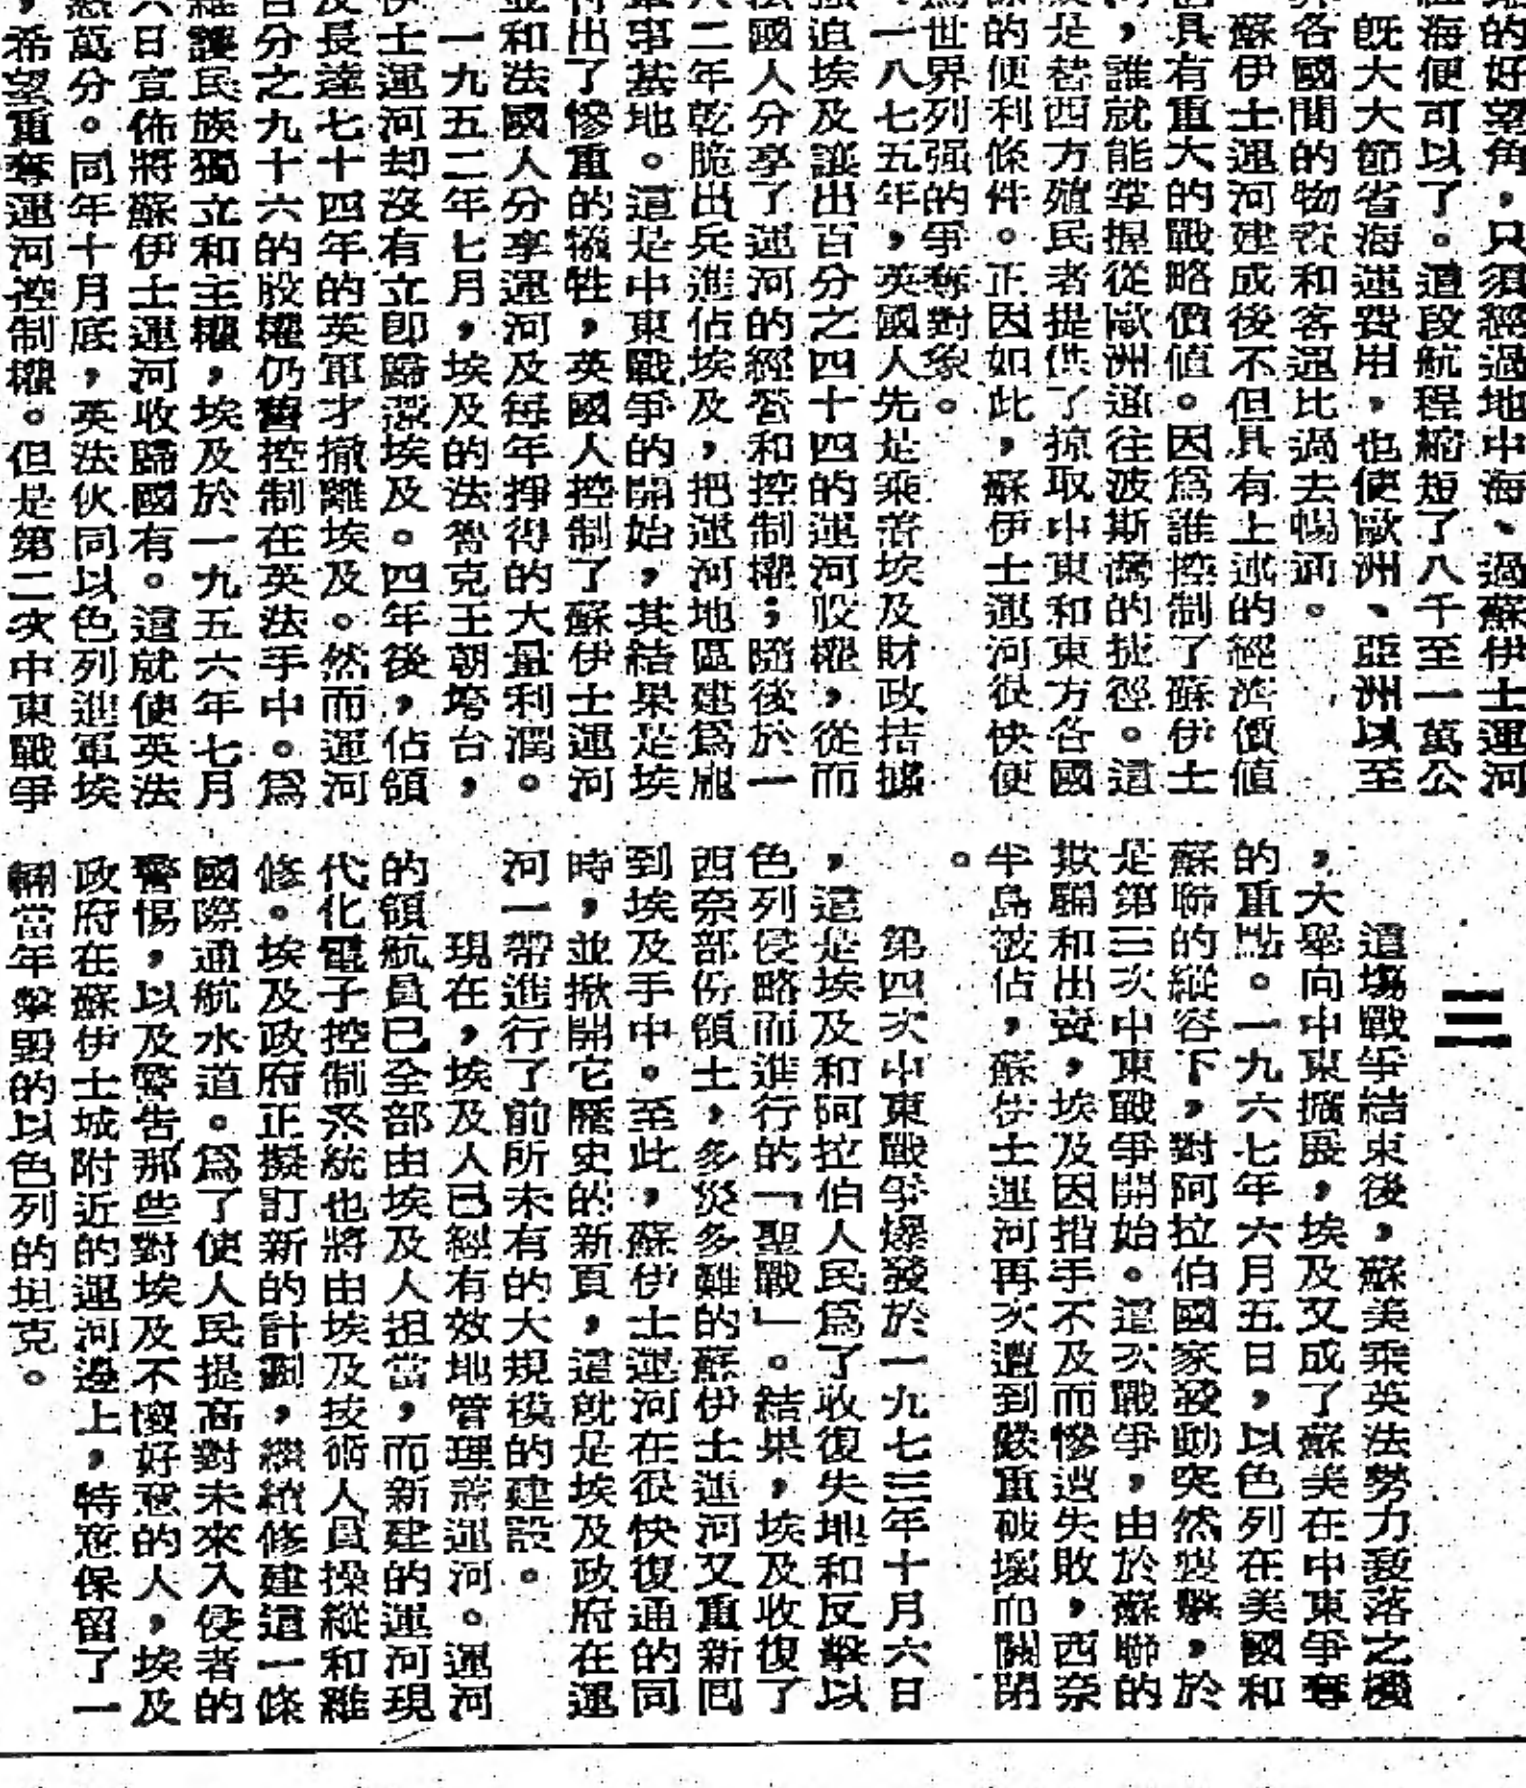 的好望角，只須經過地中海、過蘇伊士運河
海便可以了。這段航程縮短了八千至一萬公
既大大節省海運費用，也使歐洲、亞洲以至
各國間的物資和客運比過去暢通。
蘇伊士運河建成後不但具有上述的經濟價值
具有重大的戰略價值。因爲誰控制了蘇伊士
，誰就能掌握從歐洲通往波斯灣的捷徑。這
是替西方殖民者提供了掠取中東和東方各國
的便利條件。正因如此，蘇伊士運河很快便
世界列强的爭奪對象。
一八七五年，英國人先是乘着埃及財政拮据
迫埃及讓出百分之四十四的運河股權，從而
國人分享了運河的經營和控制權；隨後於一
二年乾脆出兵進佔埃及，把運河地區建爲龐
事基地。這是中東戰爭的開始，其結果是埃
出了慘重的犧牲，英國人控制了蘇伊士運河
和法國人分享運河及每年掙得的大量利潤。
一九五二年七月，埃及的法魯克王朝垮台，
士運河却沒有立即歸還埃及。四年後，佔領
長達七十四年的英軍才撤離埃及。然而運河
分之九十六的股權仍舊控制在英法手中。爲
護民族獨立和主權，埃及於一九五六年七月
日宣佈將蘇伊士運河收歸國有。這就使英法
萬分。同年十月底，英法伙同以色列進軍埃
，希望重奪運河控制權。但是第二次中東戰爭
三
這場戰爭結束後，蘇美乘英法勢力衰落之機
，大舉向中東擴展，埃及又成了蘇美在中東爭奪
的重點。一九六七年六月五日，以色列在美國和
蘇聯的縱容下，對阿拉伯國家發動突然襲擊，於
是第三次中東戰爭開始。這次戰爭，由於蘇聯的
欺騙和出賣，埃及因措手不及而慘遭失敗，西奈
半島被佔，蘇伊士運河再次遭到嚴重破壞而關閉
。
第四次中東戰爭爆發於一九七三年十月六日
，這是埃及和阿拉伯人民爲了收復失地和反擊以
色列侵略而進行的「聖戰」。結果，埃及收復了
西奈部份領土，多災多難的蘇伊士運河又重新回
到埃及手中。至此，蘇伊士運河在很快復通的同
時，並揪開它歷史的新頁，這就是埃及政府在運
河一帶進行了前所未有的大規模的建設。
現在，埃及人已經有效地管理着運河。運河
的領航員已全部由埃及人担當，而新建的運河現
代化電子控制系統也將由埃及技術人員操縱和維
修。埃及政府正擬訂新的計劃，繼續修建這一條
國際通航水道。爲了使人民提高對未來入侵者的
警惕，以及警告那些對埃及不懷好意的人，埃及
政府在蘇伊士城附近的運河邊上，特意保留了一
輛當年擊毀的以色列的坦克。